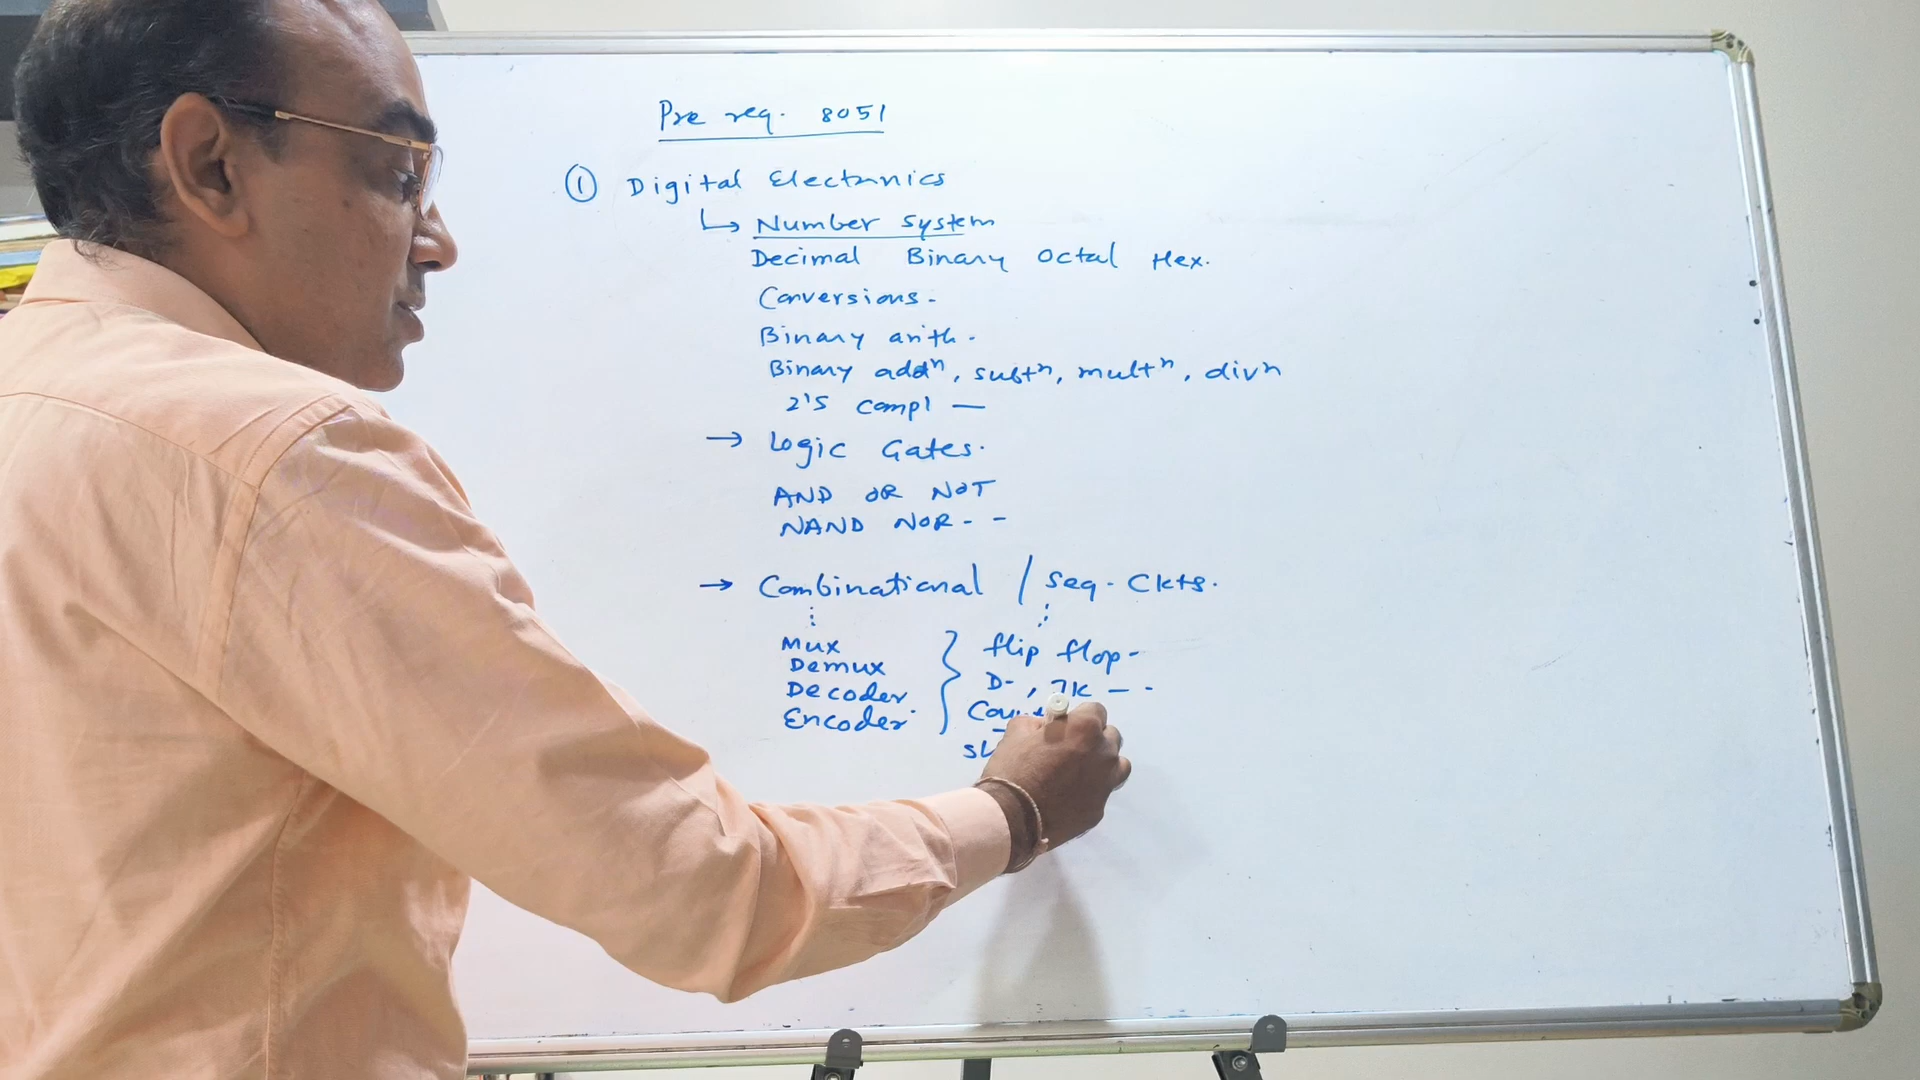 Pre req. 8051
① Digital Electrnics
↳ Number system
Decimal Binary Octal Hex.
Conversions -
Binary arith -
Binary addⁿ, subtⁿ, multⁿ, divⁿ
2's compl —
→ Logic Gates.
AND OR NOT
NAND NOR - -
→ Combinational / seq. Ckts.
Mux
Demux
Decoder
Encoder
flip flop -
D-, JK — -